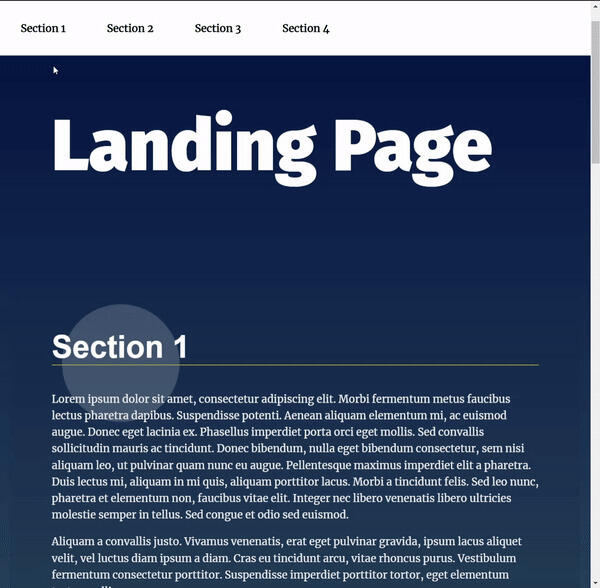 Section 1 Section 2 Section 3 Section 4
Landing Page
Section 1
Lorem ipsum dolor sit amet, consectetur adipiscing elit. Morbi fermentum metus faucibus
lectus pharetra dapibus. Suspendisse potenti. Aenean aliquam elementum mi, ac euismod
augue. Donec eget lacinia ex. Phasellus imperdiet porta orci eget mollis. Sed convallis
sollicitudin mauris ac tincidunt. Donec bibendum, nulla eget bibendum consectetur, sem nisi
aliquam leo, ut pulvinar quam nunc eu augue. Pellentesque maximus imperdiet elit a pharetra.
Duis lectus mi, aliquam in mi quis, aliquam porttitor lacus. Morbi a tincidunt felis. Sed leo nunc,
pharetra et elementum non, faucibus vitae elit. Integer nec libero venenatis libero ultricies
molestie semper in tellus. Sed congue et odio sed euismod.
Aliquam a convallis justo. Vivamus venenatis, erat eget pulvinar gravida, ipsum lacus aliquet
velit, vel luctus diam ipsum a diam. Cras eu tincidunt arcu, vitae rhoncus purus. Vestibulum
fermentum consectetur porttitor. Suspendisse imperdiet porttitor tortor, eget elementum